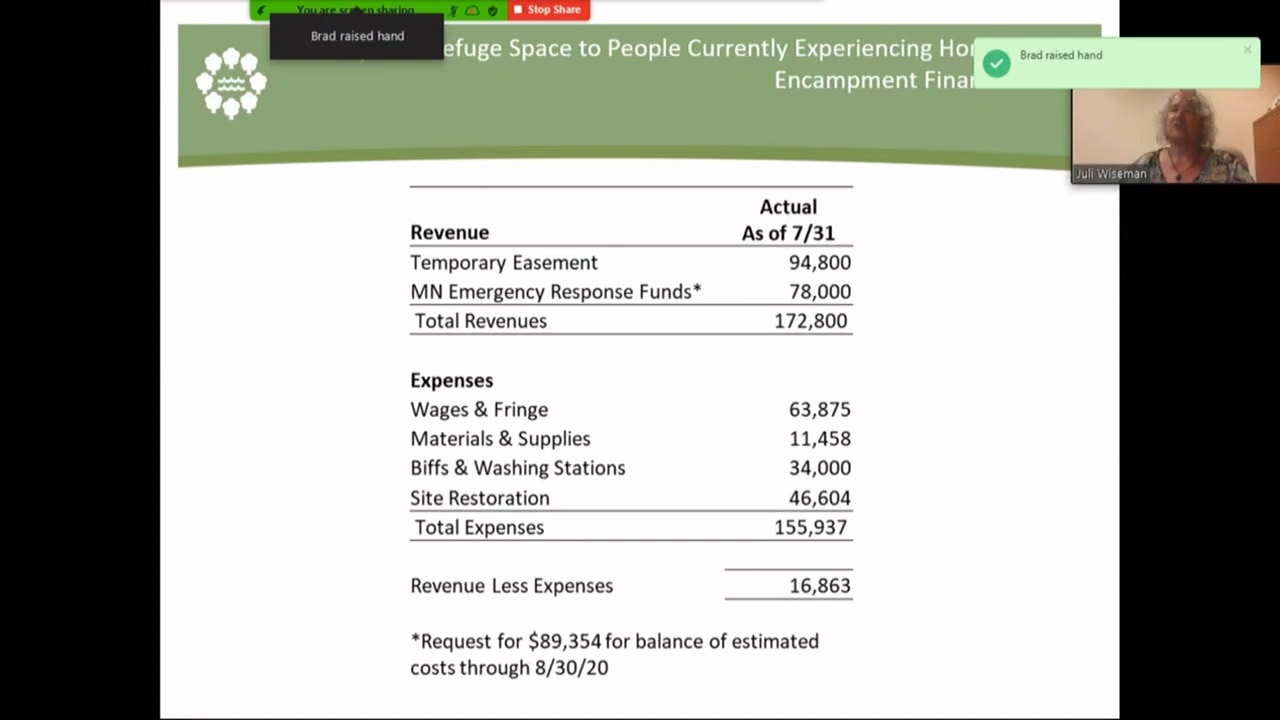 You are screen sharing
Stop Share
Brad raised hand
Brad raised hand
Refuge Space to People Currently Experiencing
Encampment
Juli Wiseman
Actual
Revenue As of 7/31
Temporary Easement 94,800
MN Emergency Response Funds* 78,000
Total Revenues 172,800
Expenses
Wages & Fringe 63,875
Materials & Supplies 11,458
Biffs & Washing Stations 34,000
Site Restoration 46,604
Total Expenses 155,937
Revenue Less Expenses 16,863
*Request for $89,354 for balance of estimated
costs through 8/30/20